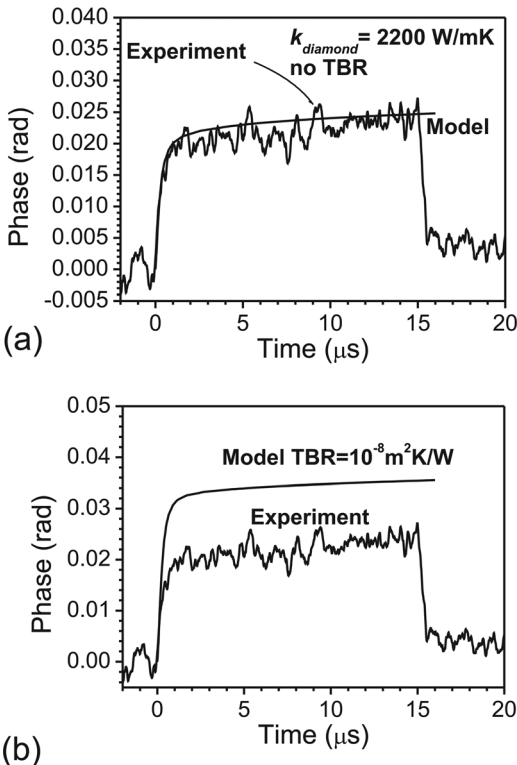 0.040
0.035
0.030
0.025
0.020
0.015
0.010
0.005
0.000
-0.005
Phase (rad)
k diamond = 2200 W/mK
no TBR
Experiment
Model
0 5 10 15 20
Time (μs)
(a)
0.05
0.04
0.03
0.02
0.01
0.00
Phase (rad)
Model TBR=10⁻⁸m²K/W
Experiment
0 5 10 15 20
Time (μs)
(b)